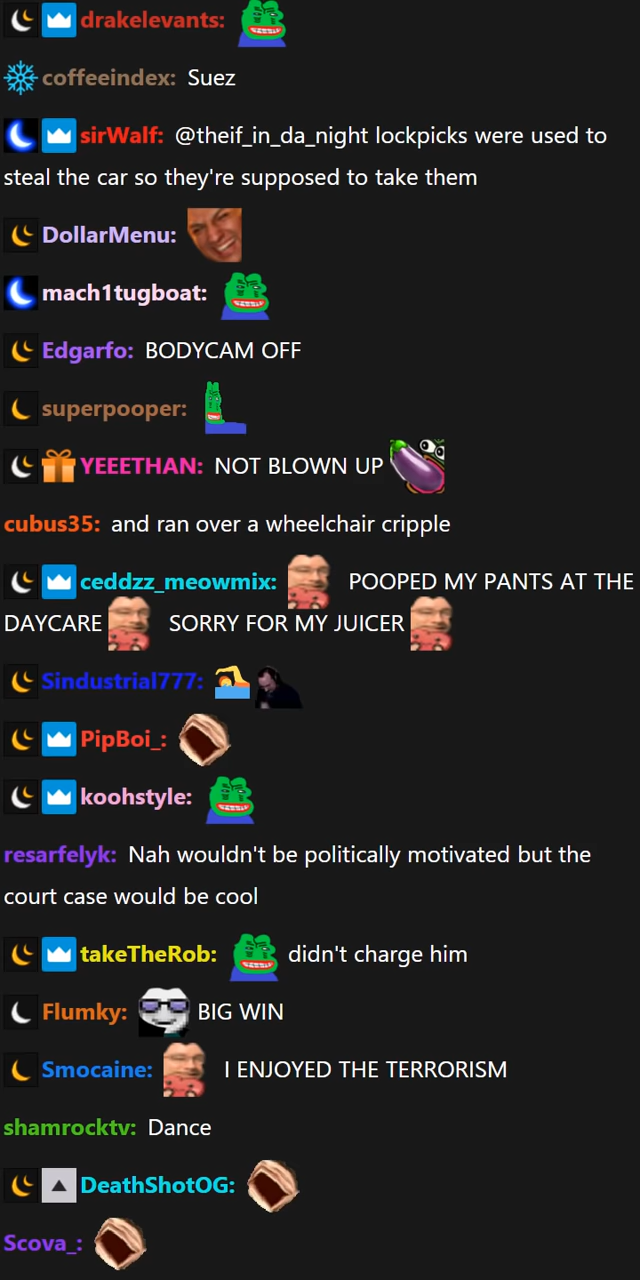 drakelevants:
coffeeindex: Suez
sirWalf: @theif_in_da_night lockpicks were used to
steal the car so they're supposed to take them
DollarMenu:
mach1tugboat:
Edgarfo: BODYCAM OFF
superpooper:
YEEETHAN: NOT BLOWN UP
cubus35: and ran over a wheelchair cripple
ceddzz_meowmix: POOPED MY PANTS AT THE
DAYCARE SORRY FOR MY JUICER
Sindustrial777:
PipBoi_:
koohstyle:
resarfelyk: Nah wouldn't be politically motivated but the
court case would be cool
takeTheRob: didn't charge him
Flumky: BIG WIN
Smocaine: I ENJOYED THE TERRORISM
shamrocktv: Dance
DeathShotOG:
Scova_: